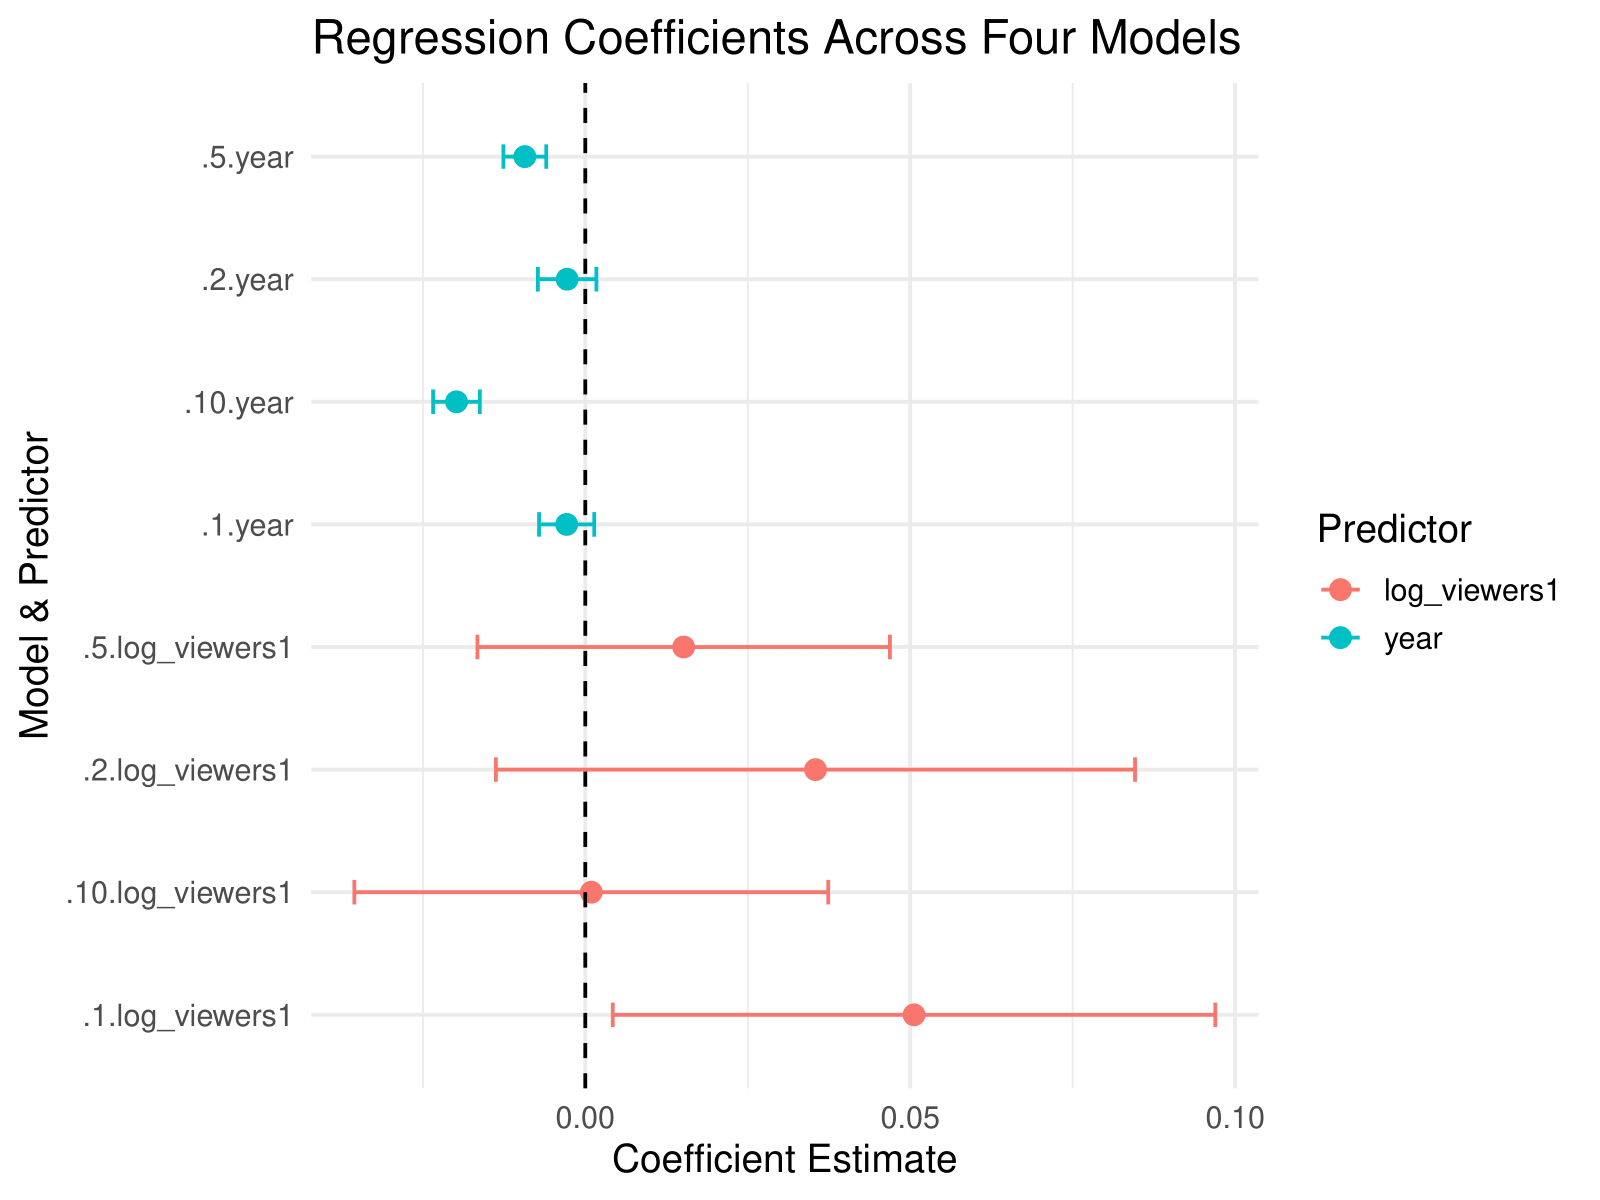 Regression Coefficients Across Four Models
.5.year
.2.year
.10.year
.1.year
.5.log_viewers1
.2.log_viewers1
.10.log_viewers1
.1.log_viewers1
Model & Predictor
0.00
0.05
0.10
Coefficient Estimate
Predictor
log_viewers1
year